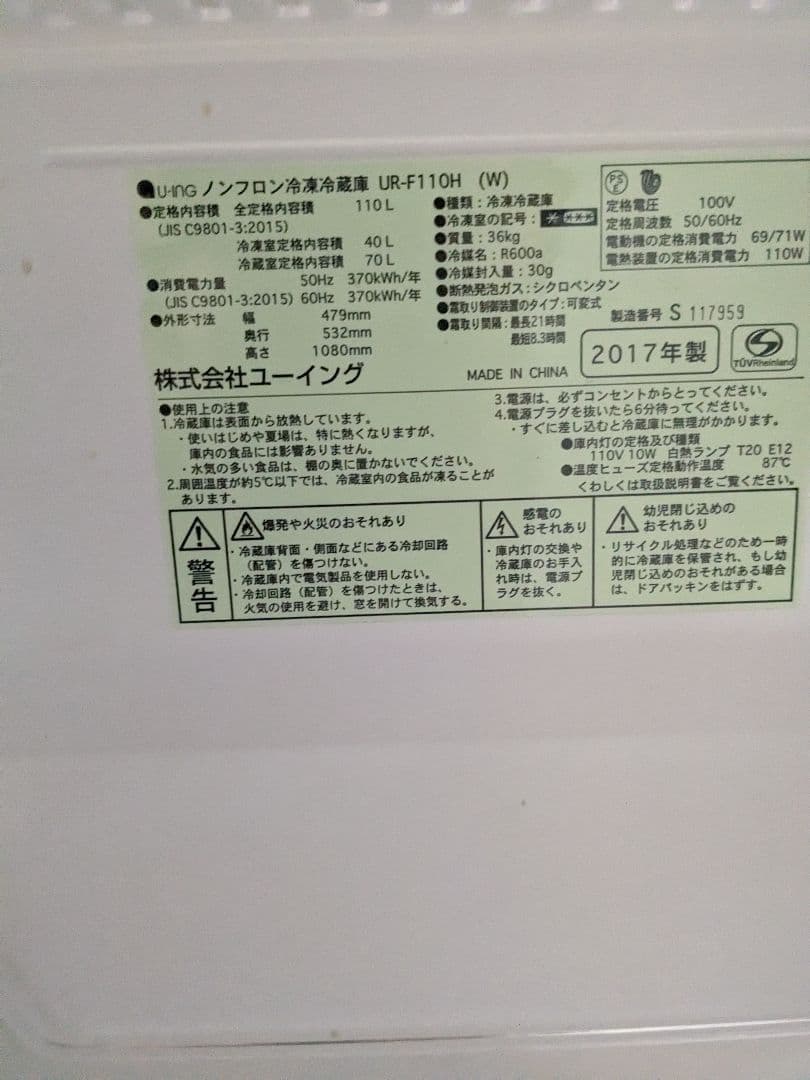 U-ING ノンフロン冷凍冷蔵庫 UR-F110H (W)
●定格内容積 全定格内容積 110L
(JIS C9801-3:2015)
冷凍室定格内容積 40L
冷蔵室定格内容積 70L
●消費電力量 50Hz 370kWh/年
(JIS C9801-3:2015) 60Hz 370kWh/年
●外形寸法 幅 479mm
奥行 532mm
高さ 1080mm
株式会社ユーイング
●種類:冷凍冷蔵庫
●冷凍室の記号:
●質量:36kg
●冷媒名:R600a
●冷媒封入量:30g
●断熱発泡ガス:シクロペンタン
●霜取り制御装置のタイプ:可変式
●霜取り間隔:最長21時間
最短8.3時間
MADE IN CHINA
PSE
定格電圧 100V
定格周波数 50/60Hz
電動機の定格消費電力 69/71W
電熱装置の定格消費電力 110W
製造番号 S 117959
2017年製
TÜVRheinland
●使用上の注意
1.冷蔵庫は表面から放熱しています。
・使いはじめや夏場は、特に熱くなりますが、
庫内の食品には影響ありません。
・水気の多い食品は、棚の奥に置かないでください。
2.周囲温度が約5℃以下では、冷蔵室内の食品が凍ることが
あります。
3.電源は、必ずコンセントからとってください。
4.電源プラグを抜いたら6分待ってください。
・すぐに差し込むと冷蔵庫に無理がかかります。
●庫内灯の定格及び種類
110V 10W 白熱ランプ T20 E12
●温度ヒューズ定格動作温度 87℃
くわしくは取扱説明書をご覧ください。
警告
爆発や火災のおそれあり
・冷蔵庫背面・側面などにある冷却回路
(配管)を傷つけない。
・冷蔵庫内で電気製品を使用しない。
・冷却回路(配管)を傷つけたときは、
火気の使用を避け、窓を開けて換気する。
感電の
おそれあり
・庫内灯の交換や
冷蔵庫のお手入
れ時は、電源プ
ラグを抜く。
幼児閉じ込めの
おそれあり
・リサイクル処理などのため一時
的に冷蔵庫を保管され、もし幼
児閉じ込めのおそれがある場合
は、ドアパッキンをはずす。